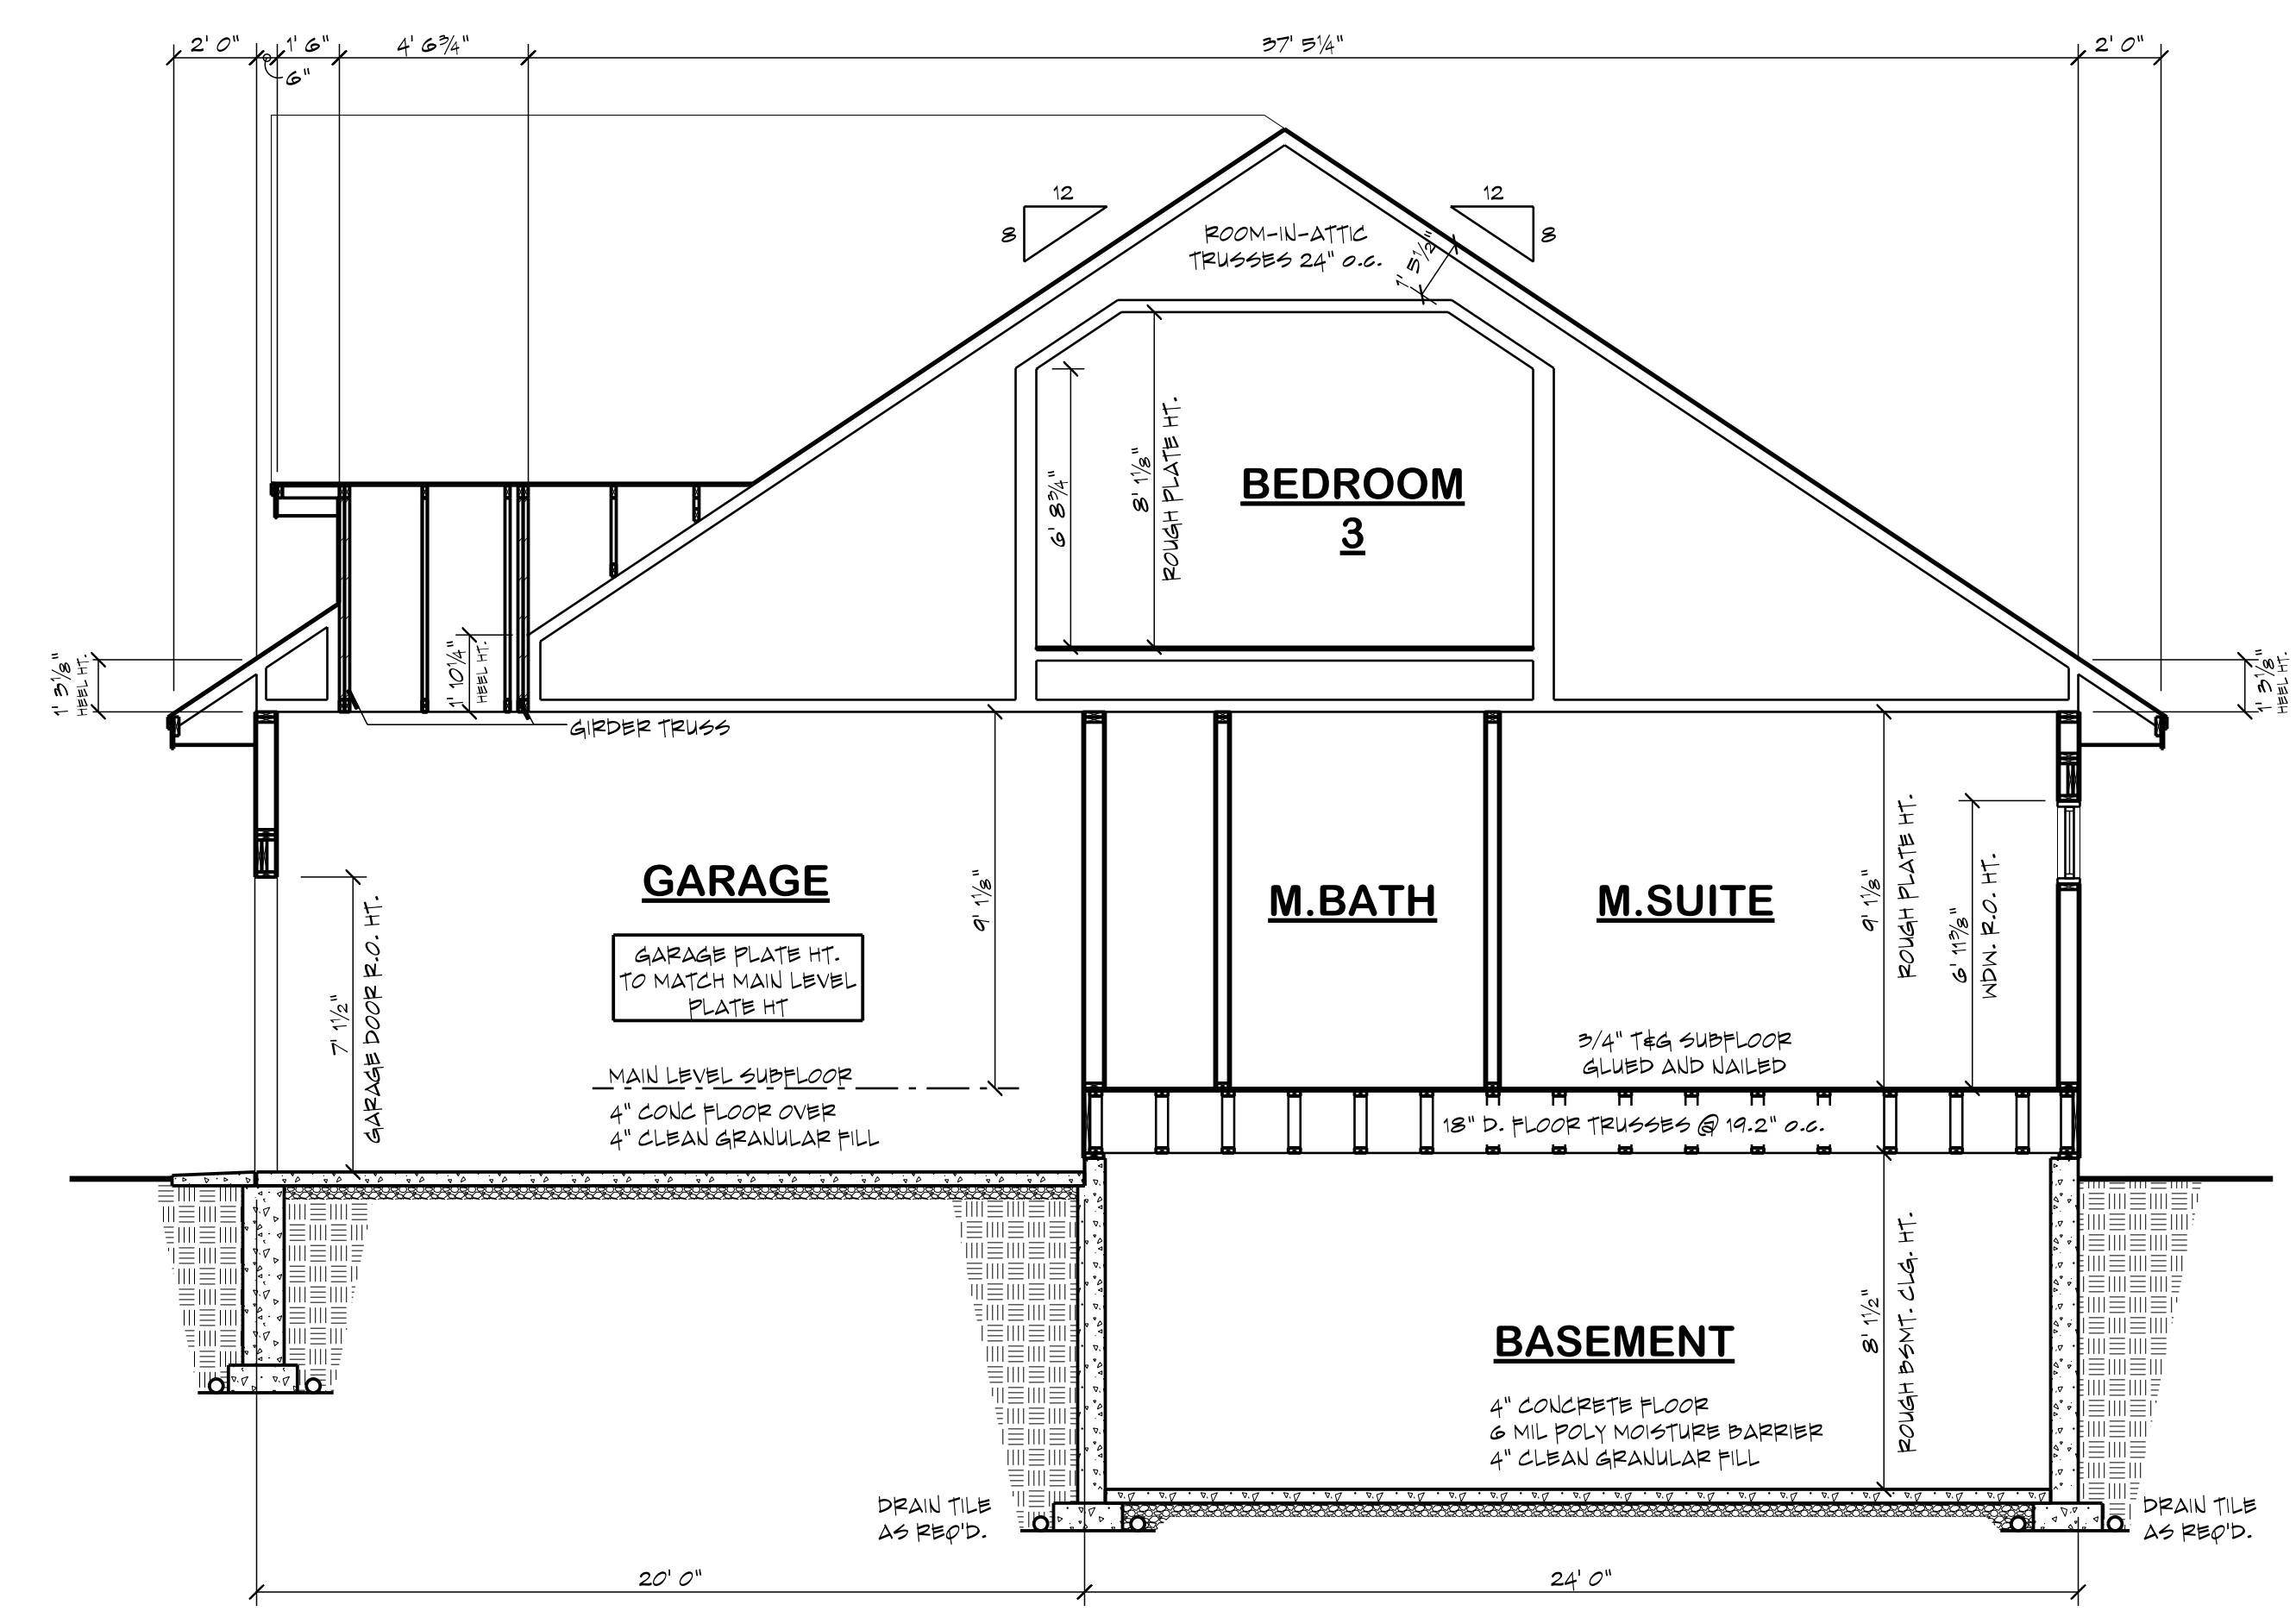 2' 0"
1' 6"
4' 6¾"
37' 5¼"
2' 0"
6"
12
8
12
8
ROOM-IN-ATTIC
TRUSSES 24" o.c.
1' 5½"
6' 8¾"
8' 1⅛"
ROUGH PLATE HT.
BEDROOM
3
1' 3⅛"
HEEL HT.
1' 10¼"
HEEL HT.
1' 3⅛"
HEEL HT.
GIRDER TRUSS
GARAGE
GARAGE PLATE HT.
TO MATCH MAIN LEVEL
PLATE HT
9' 1⅛"
M.BATH
M.SUITE
9' 1⅛"
ROUGH PLATE HT.
6' 11⅜"
WDW. R.O. HT.
7' 1½"
GARAGE DOOR R.O. HT.
3/4" T&G SUBFLOOR
GLUED AND NAILED
MAIN LEVEL SUBFLOOR
4" CONC FLOOR OVER
4" CLEAN GRANULAR FILL
18" D. FLOOR TRUSSES @ 19.2" o.c.
BASEMENT
8' 1½"
ROUGH BSMT. CLG. HT.
4" CONCRETE FLOOR
6 MIL POLY MOISTURE BARRIER
4" CLEAN GRANULAR FILL
DRAIN TILE
AS REQ'D.
DRAIN TILE
AS REQ'D.
20' 0"
24' 0"